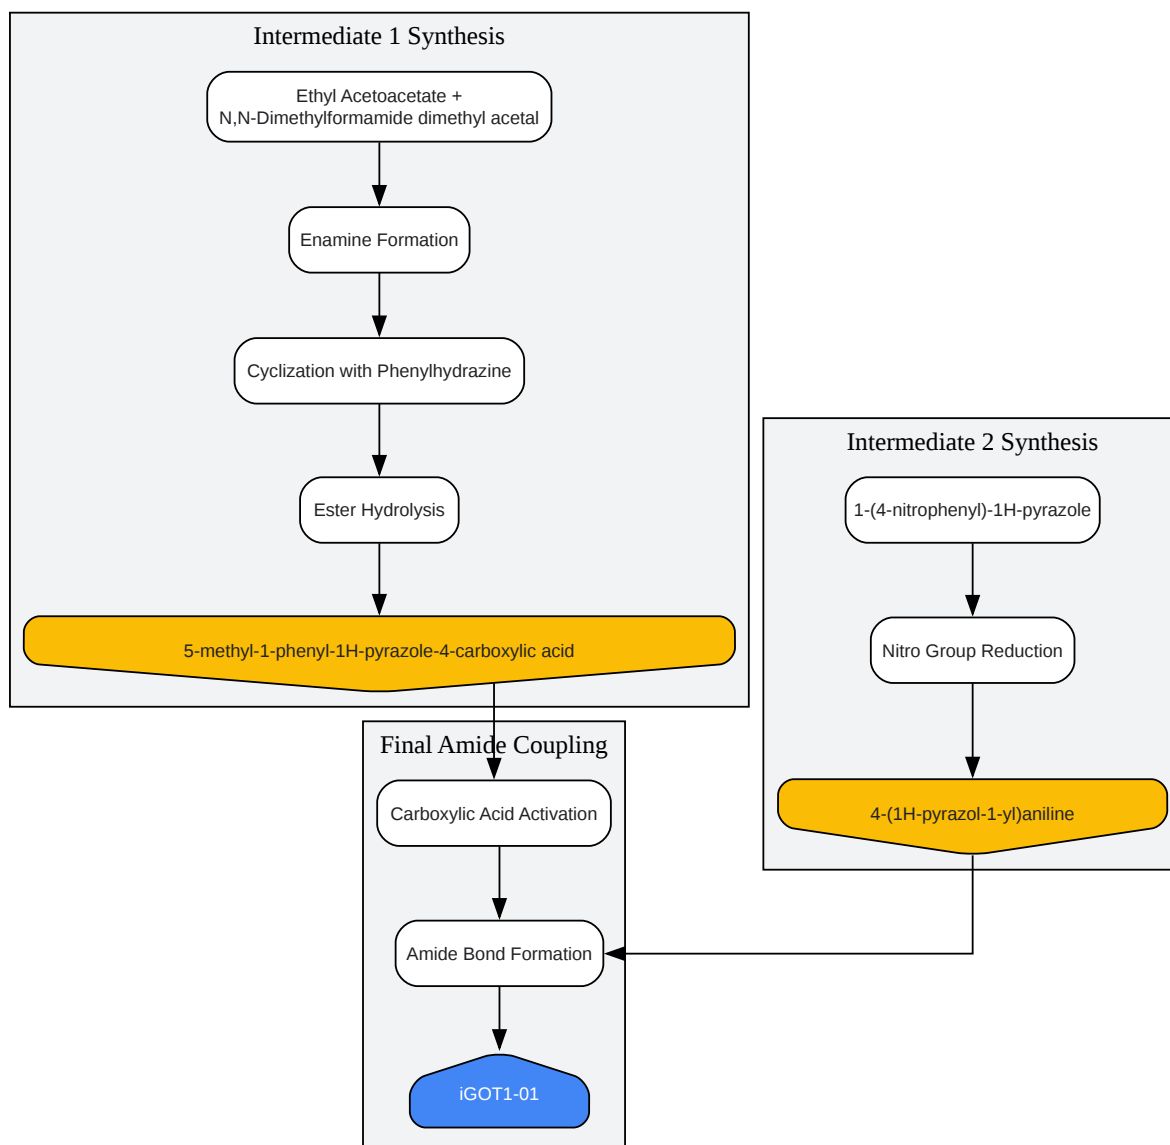 Intermediate 1 Synthesis
Ethyl Acetoacetate +
N,N-Dimethylformamide dimethyl acetal
Enamine Formation
Cyclization with Phenylhydrazine
Ester Hydrolysis
5-methyl-1-phenyl-1H-pyrazole-4-carboxylic acid
Intermediate 2 Synthesis
1-(4-nitrophenyl)-1H-pyrazole
Nitro Group Reduction
4-(1H-pyrazol-1-yl)aniline
Final Amide Coupling
Carboxylic Acid Activation
Amide Bond Formation
iGOT1-01